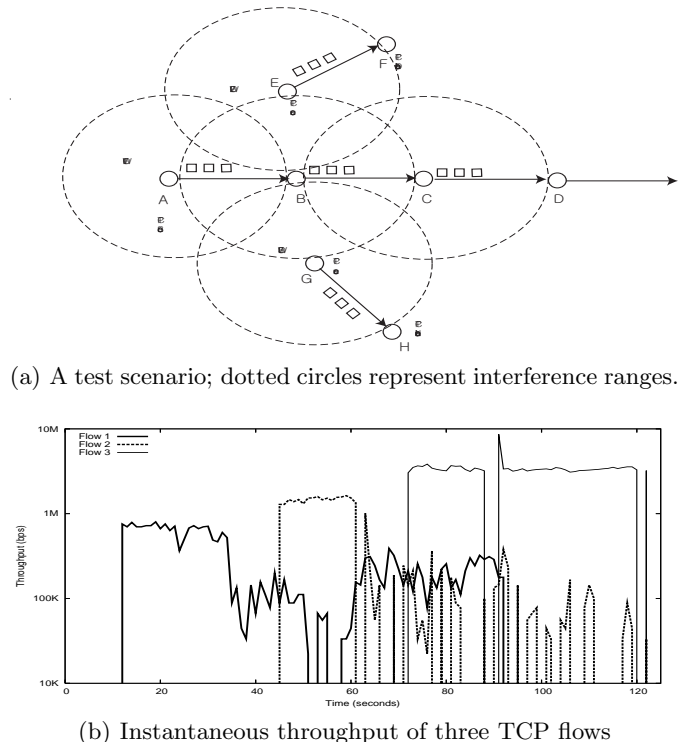 E
F
A
B
C
D
G
H
(a) A test scenario; dotted circles represent interference ranges.
10M
1M
100K
10K
Throughput (bps)
Flow 1
Flow 2
Flow 3
0
20
40
60
80
100
120
Time (seconds)
(b) Instantaneous throughput of three TCP flows